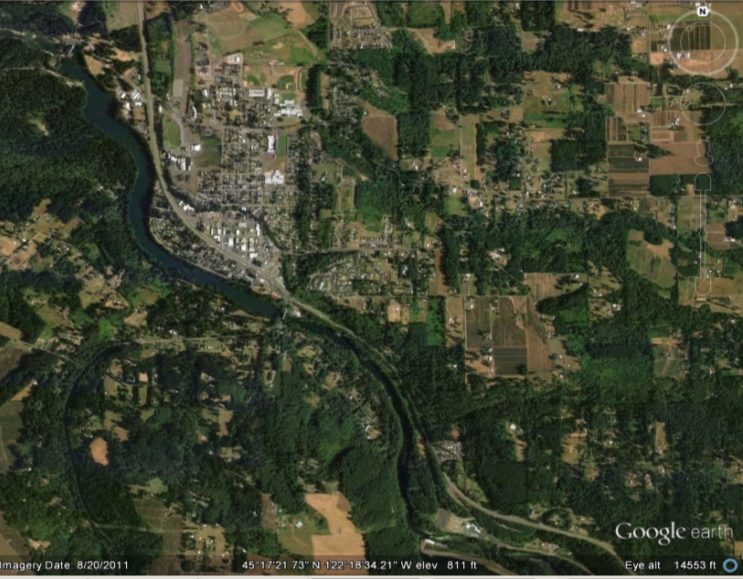 N
Google earth
Imagery Date: 8/20/2011 45°17'21.73" N 122°18'34.21" W elev 811 ft Eye alt 14553 ft